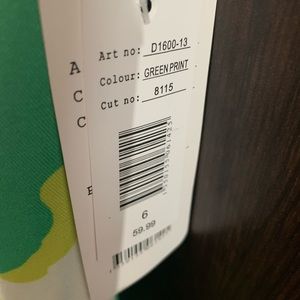 Art no: D1600-13
Colour: GREEN PRINT
Cut no: 8115
6
59.99
A
C
C